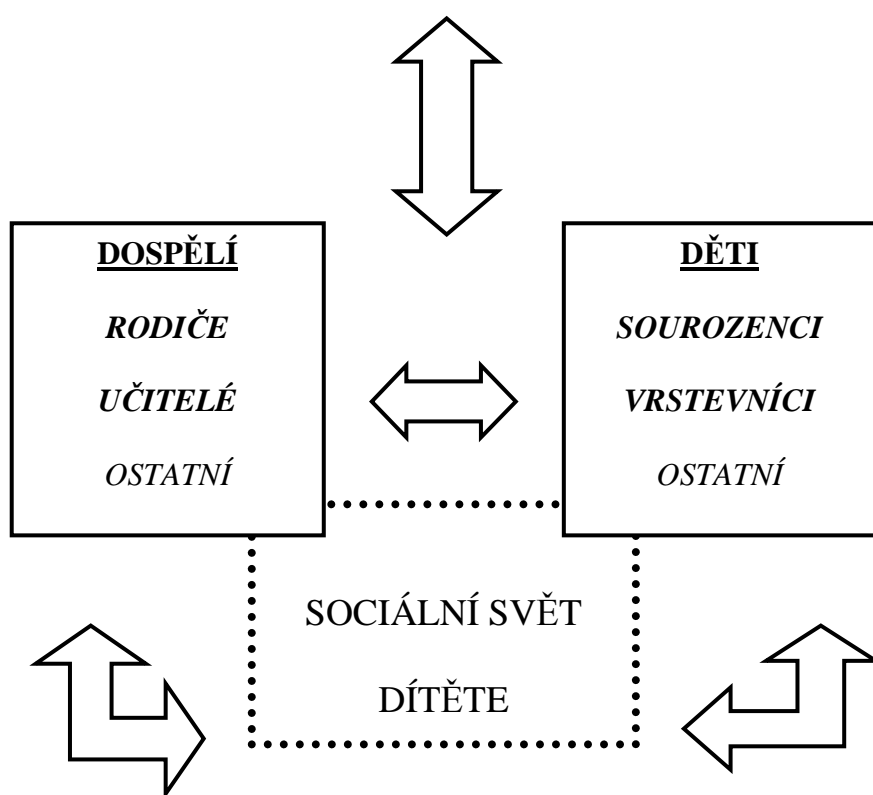 DOSPĚLÍ
RODIČE
UČITELÉ
OSTATNÍ
DĚTI
SOUROZENCI
VRSTEVNÍCI
OSTATNÍ
SOCIÁLNÍ SVĚT
DÍTĚTE